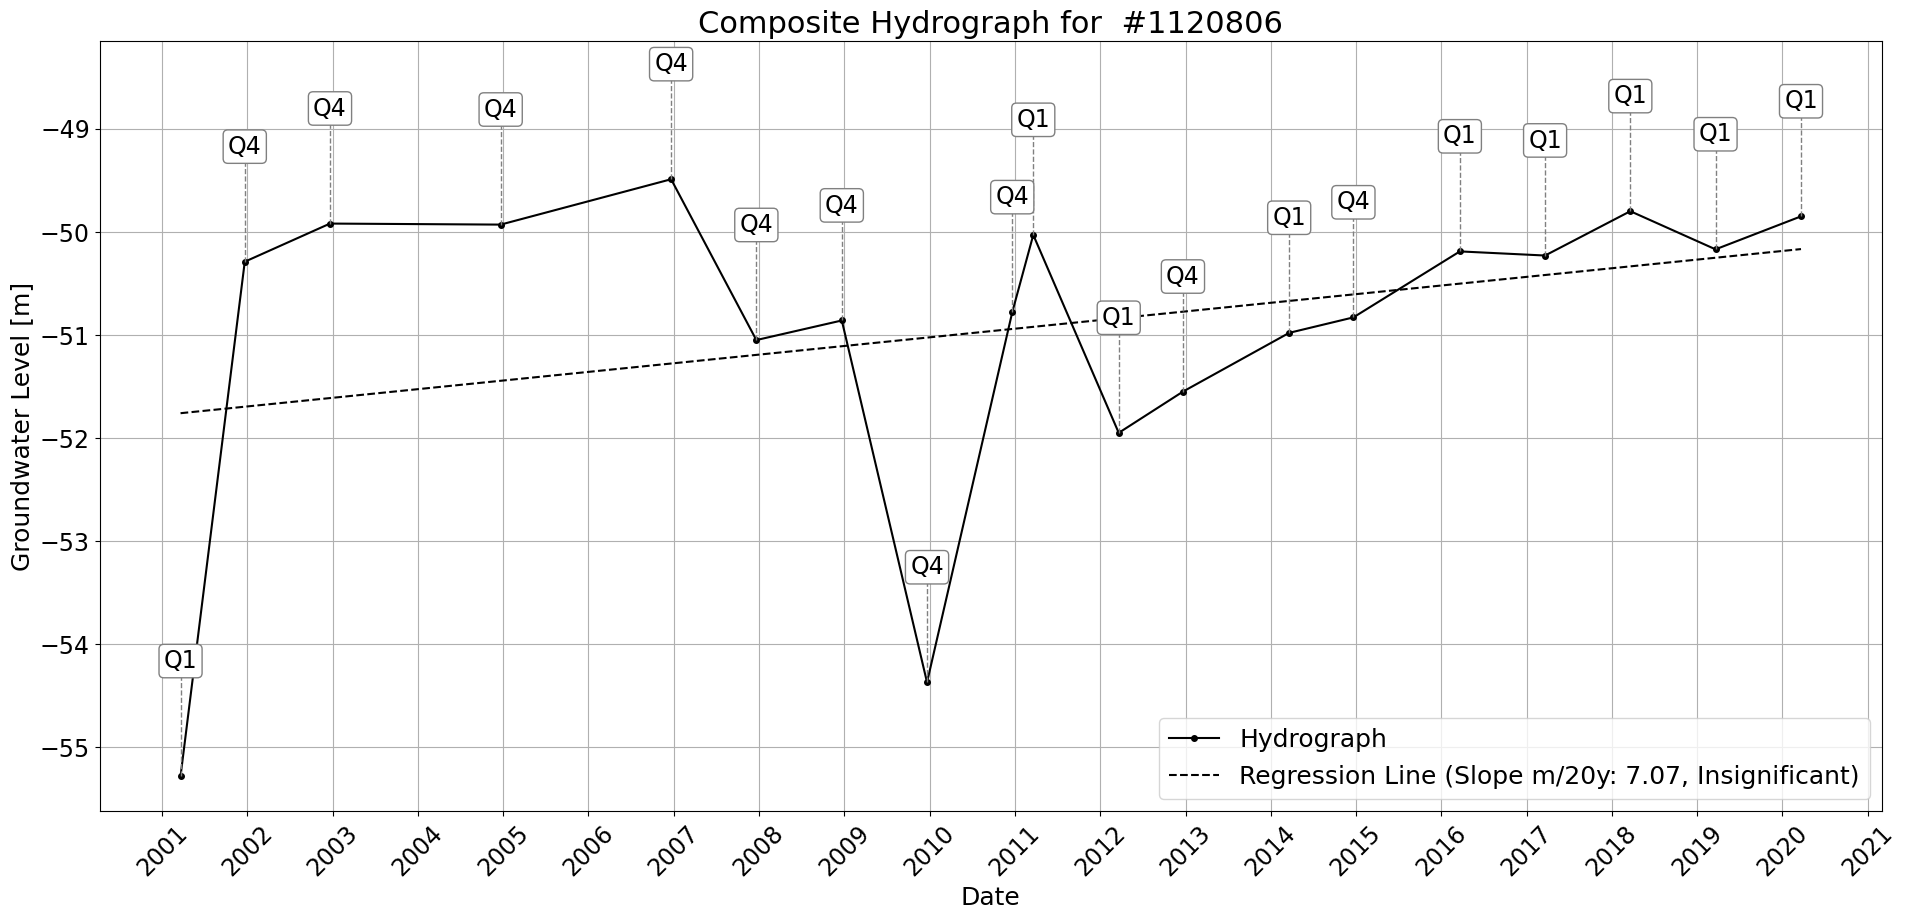 Composite Hydrograph for  #1120806
Groundwater Level [m]
−49
−50
−51
−52
−53
−54
−55
Q1
Q4
Q4
Q4
Q4
Q4
Q4
Q4
Q4
Q1
Q1
Q4
Q1
Q4
Q1
Q1
Q1
Q1
Q1
Hydrograph
Regression Line (Slope m/20y: 7.07, Insignificant)
2001
2002
2003
2004
2005
2006
2007
2008
2009
2010
2011
2012
2013
2014
2015
2016
2017
2018
2019
2020
2021
Date